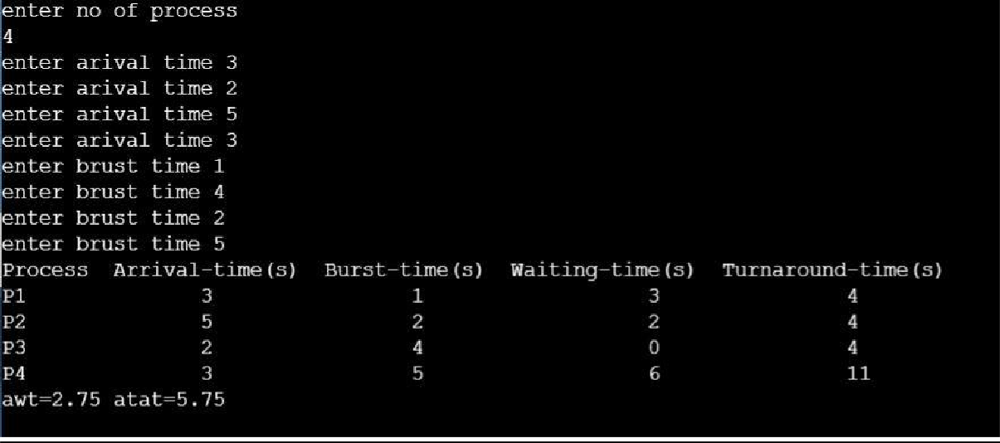 enter no of process
4
enter arival time 3
enter arival time 2
enter arival time 5
enter arival time 3
enter brust time 1
enter brust time 4
enter brust time 2
enter brust time 5
Process  Arrival-time(s)  Burst-time(s)  Waiting-time(s)  Turnaround-time(s)
P1 3 1 3 4
P2 5 2 2 4
P3 2 4 0 4
P4 3 5 6 11
awt=2.75 atat=5.75